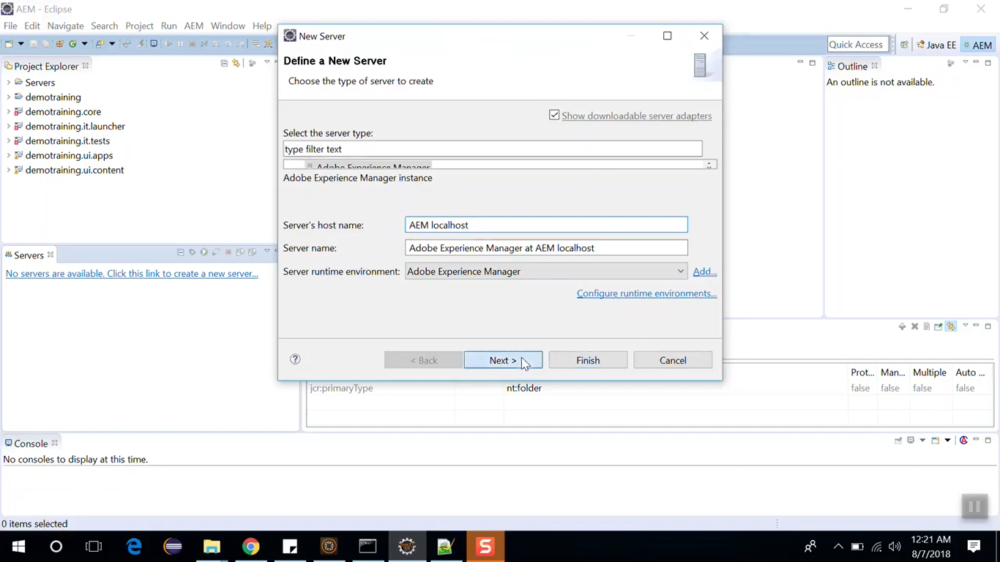 AEM - Eclipse
File Edit Navigate Search Project Run AEM Window Help
Quick Access
Java EE
AEM
Project Explorer
Servers
demotraining
demotraining.core
demotraining.it.launcher
demotraining.it.tests
demotraining.ui.apps
demotraining.ui.content
Servers
No servers are available. Click this link to create a new server...
New Server
Define a New Server
Choose the type of server to create
Show downloadable server adapters
Select the server type:
type filter text
Adobe Experience Manager
Adobe Experience Manager instance
Server's host name: AEM localhost
Server name: Adobe Experience Manager at AEM localhost
Server runtime environment: Adobe Experience Manager Add...
Configure runtime environments...
? < Back Next > Finish Cancel
Outline
An outline is not available.
Prot... Man... Multiple Auto ...
jcr:primaryType nt:folder false false false false
Console
No consoles to display at this time.
0 items selected
S
12:21 AM
8/7/2018